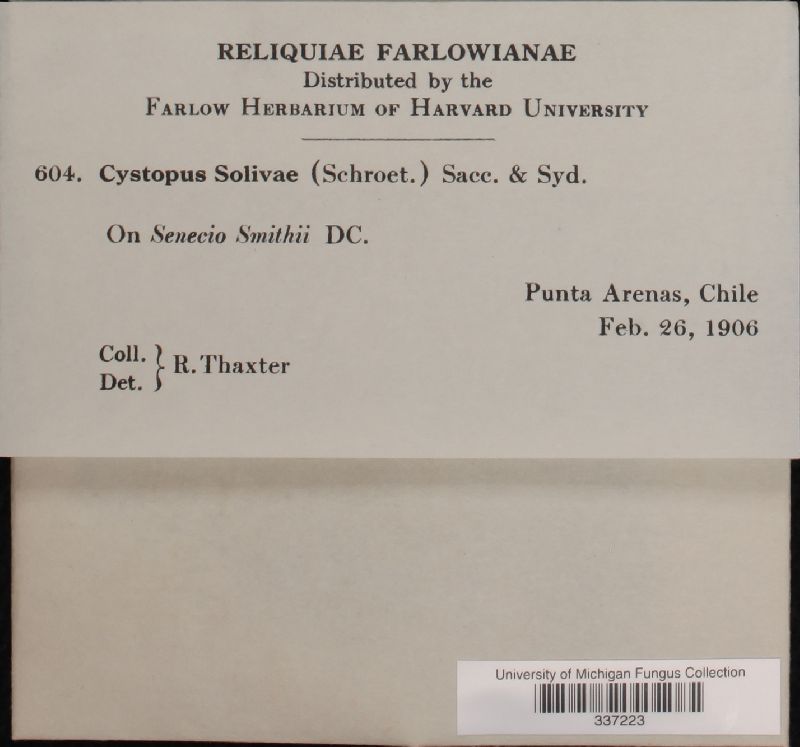 RELIQUIAE FARLOWIANAE
Distributed by the
FARLOW HERBARIUM OF HARVARD UNIVERSITY
604. Cystopus Solivae (Schroet.) Sacc. & Syd.
On Senecio Smithii DC.
Punta Arenas, Chile
Feb. 26, 1906
Coll. } R. Thaxter
Det.
University of Michigan Fungus Collection
337223